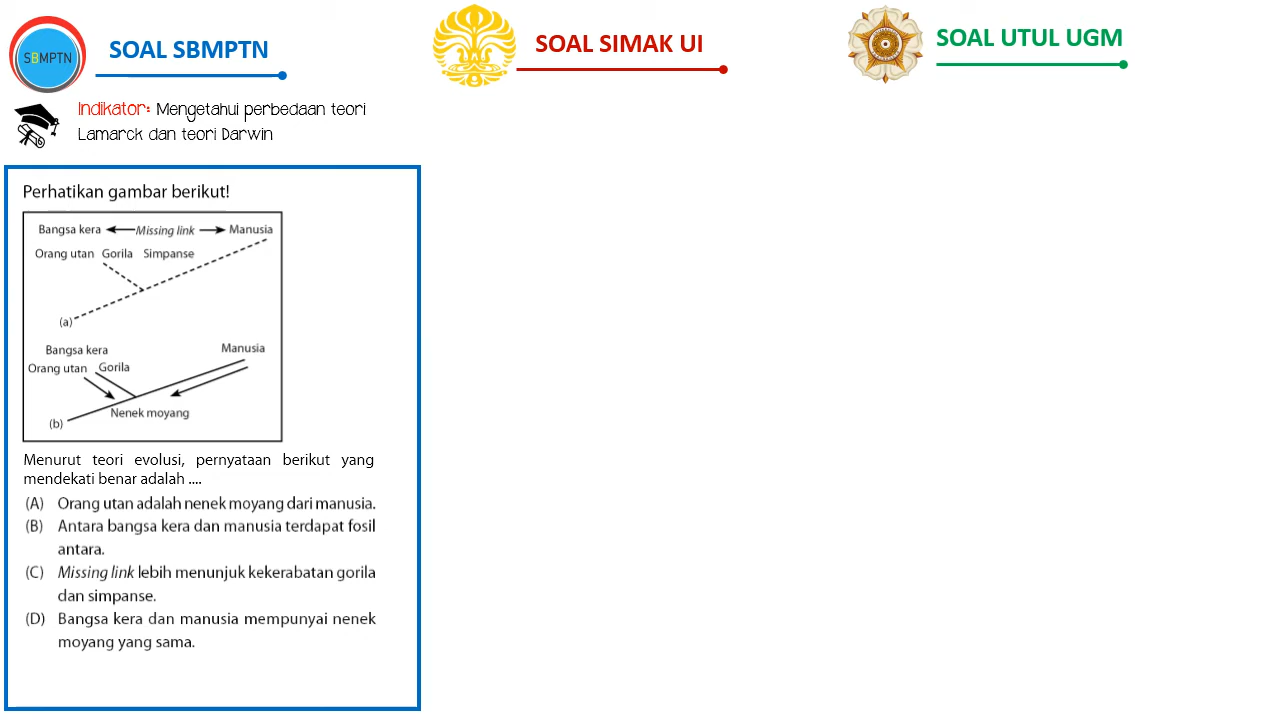 SBMPTN
SOAL SBMPTN
SOAL SIMAK UI
SOAL UTUL UGM
Indikator: Mengetahui perbedaan teori
Lamarck dan teori Darwin
Perhatikan gambar berikut!
Bangsa kera Missing link Manusia
Orang utan Gorila Simpanse
(a)
Bangsa kera Manusia
Orang utan Gorila
Nenek moyang
(b)
Menurut teori evolusi, pernyataan berikut yang
mendekati benar adalah ....
(A) Orang utan adalah nenek moyang dari manusia.
(B) Antara bangsa kera dan manusia terdapat fosil
antara.
(C) Missing link lebih menunjuk kekerabatan gorila
dan simpanse.
(D) Bangsa kera dan manusia mempunyai nenek
moyang yang sama.